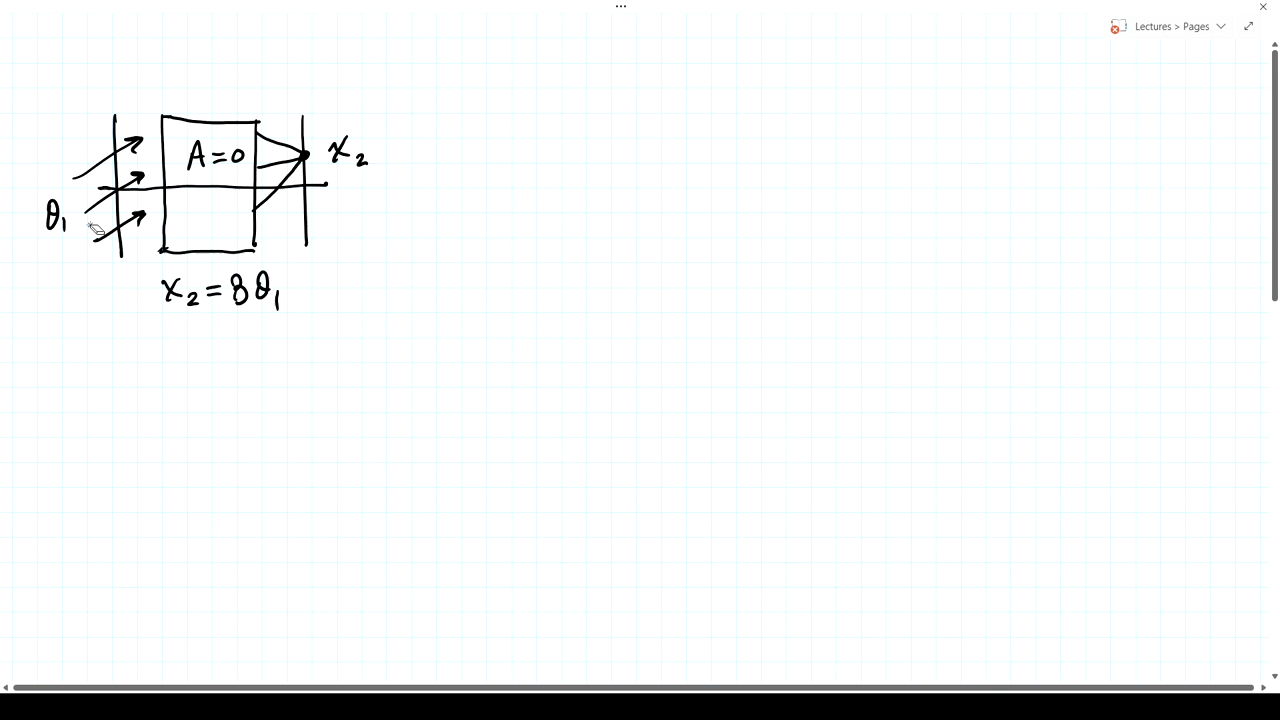 Lectures > Pages
A=0
x₂
θ₁
x₂=8θ₁